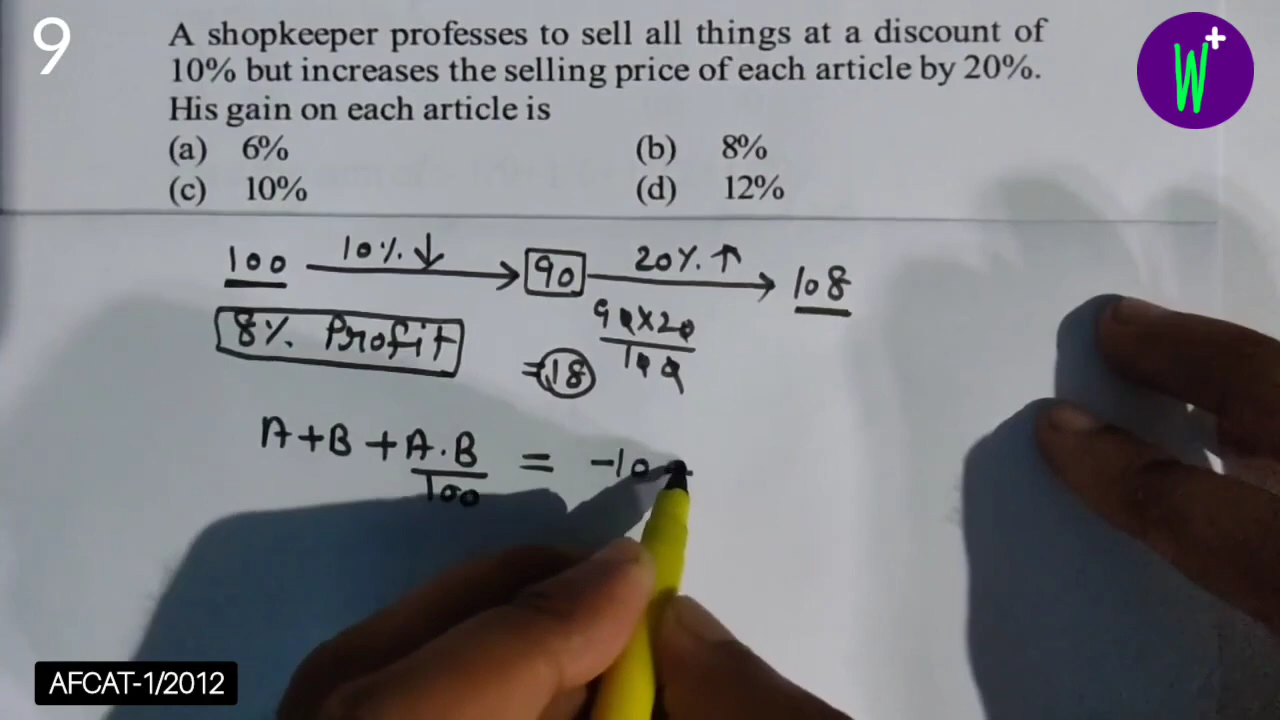 9
W+
A shopkeeper professes to sell all things at a discount of
10% but increases the selling price of each article by 20%.
His gain on each article is
(a) 6% (b) 8%
(c) 10% (d) 12%
100 10%↓ → 90 20%↑ → 108
8% Profit
90×20
100
=18
A+B+A.B = -10
100
AFCAT-1/2012